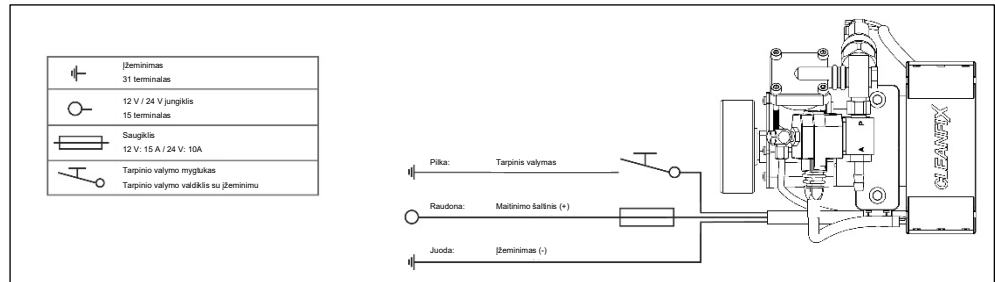 Įžeminimas
31 terminalas
12 V / 24 V jungiklis
15 terminalas
Saugiklis
12 V: 15 A / 24 V: 10A
Tarpinio valymo mygtukas
Tarpinio valymo valdiklis su įžeminimu
Pilka: Tarpinis valymas
Raudona: Maitinimo šaltinis (+)
Juoda: Įžeminimas (-)
A P
CLEANFIX